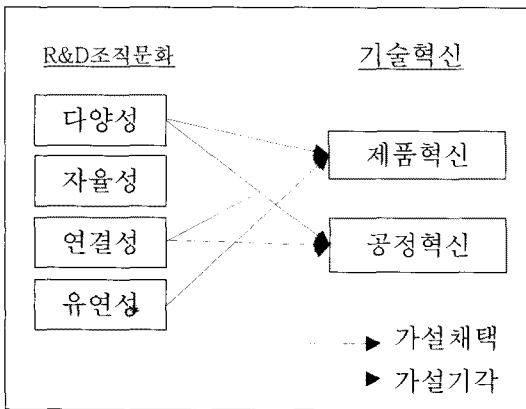 R&D조직문화
기술혁신
다양성
자율성
연결성
유연성
제품혁신
공정혁신
가설채택
가설기각